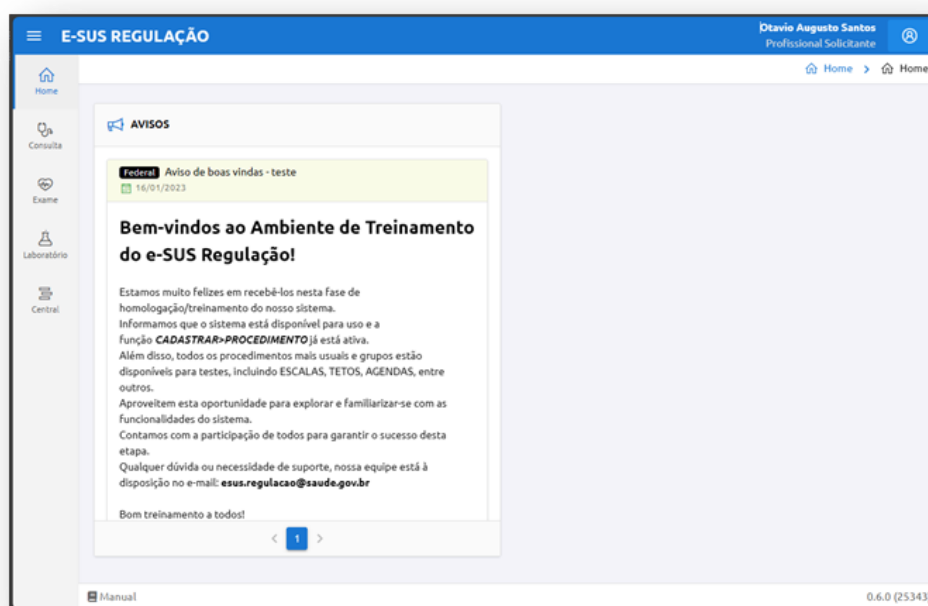 E-SUS REGULAÇÃO
Otavio Augusto Santos
Profissional Solicitante
Home > Home
Home
Consulta
Exame
Laboratório
Central
AVISOS
Federal Aviso de boas vindas - teste
16/01/2023
Bem-vindos ao Ambiente de Treinamento
do e-SUS Regulação!
Estamos muito felizes em recebê-los nesta fase de
homologação/treinamento do nosso sistema.
Informamos que o sistema está disponível para uso e a
função CADASTRAR>PROCEDIMENTO já está ativa.
Além disso, todos os procedimentos mais usuais e grupos estão
disponíveis para testes, incluindo ESCALAS, TETOS, AGENDAS, entre
outros.
Aproveitem esta oportunidade para explorar e familiarizar-se com as
funcionalidades do sistema.
Contamos com a participação de todos para garantir o sucesso desta
etapa.
Qualquer dúvida ou necessidade de suporte, nossa equipe está à
disposição no e-mail: esus.regulacao@saude.gov.br
Bom treinamento a todos!
< 1 >
Manual
0.6.0 (25343